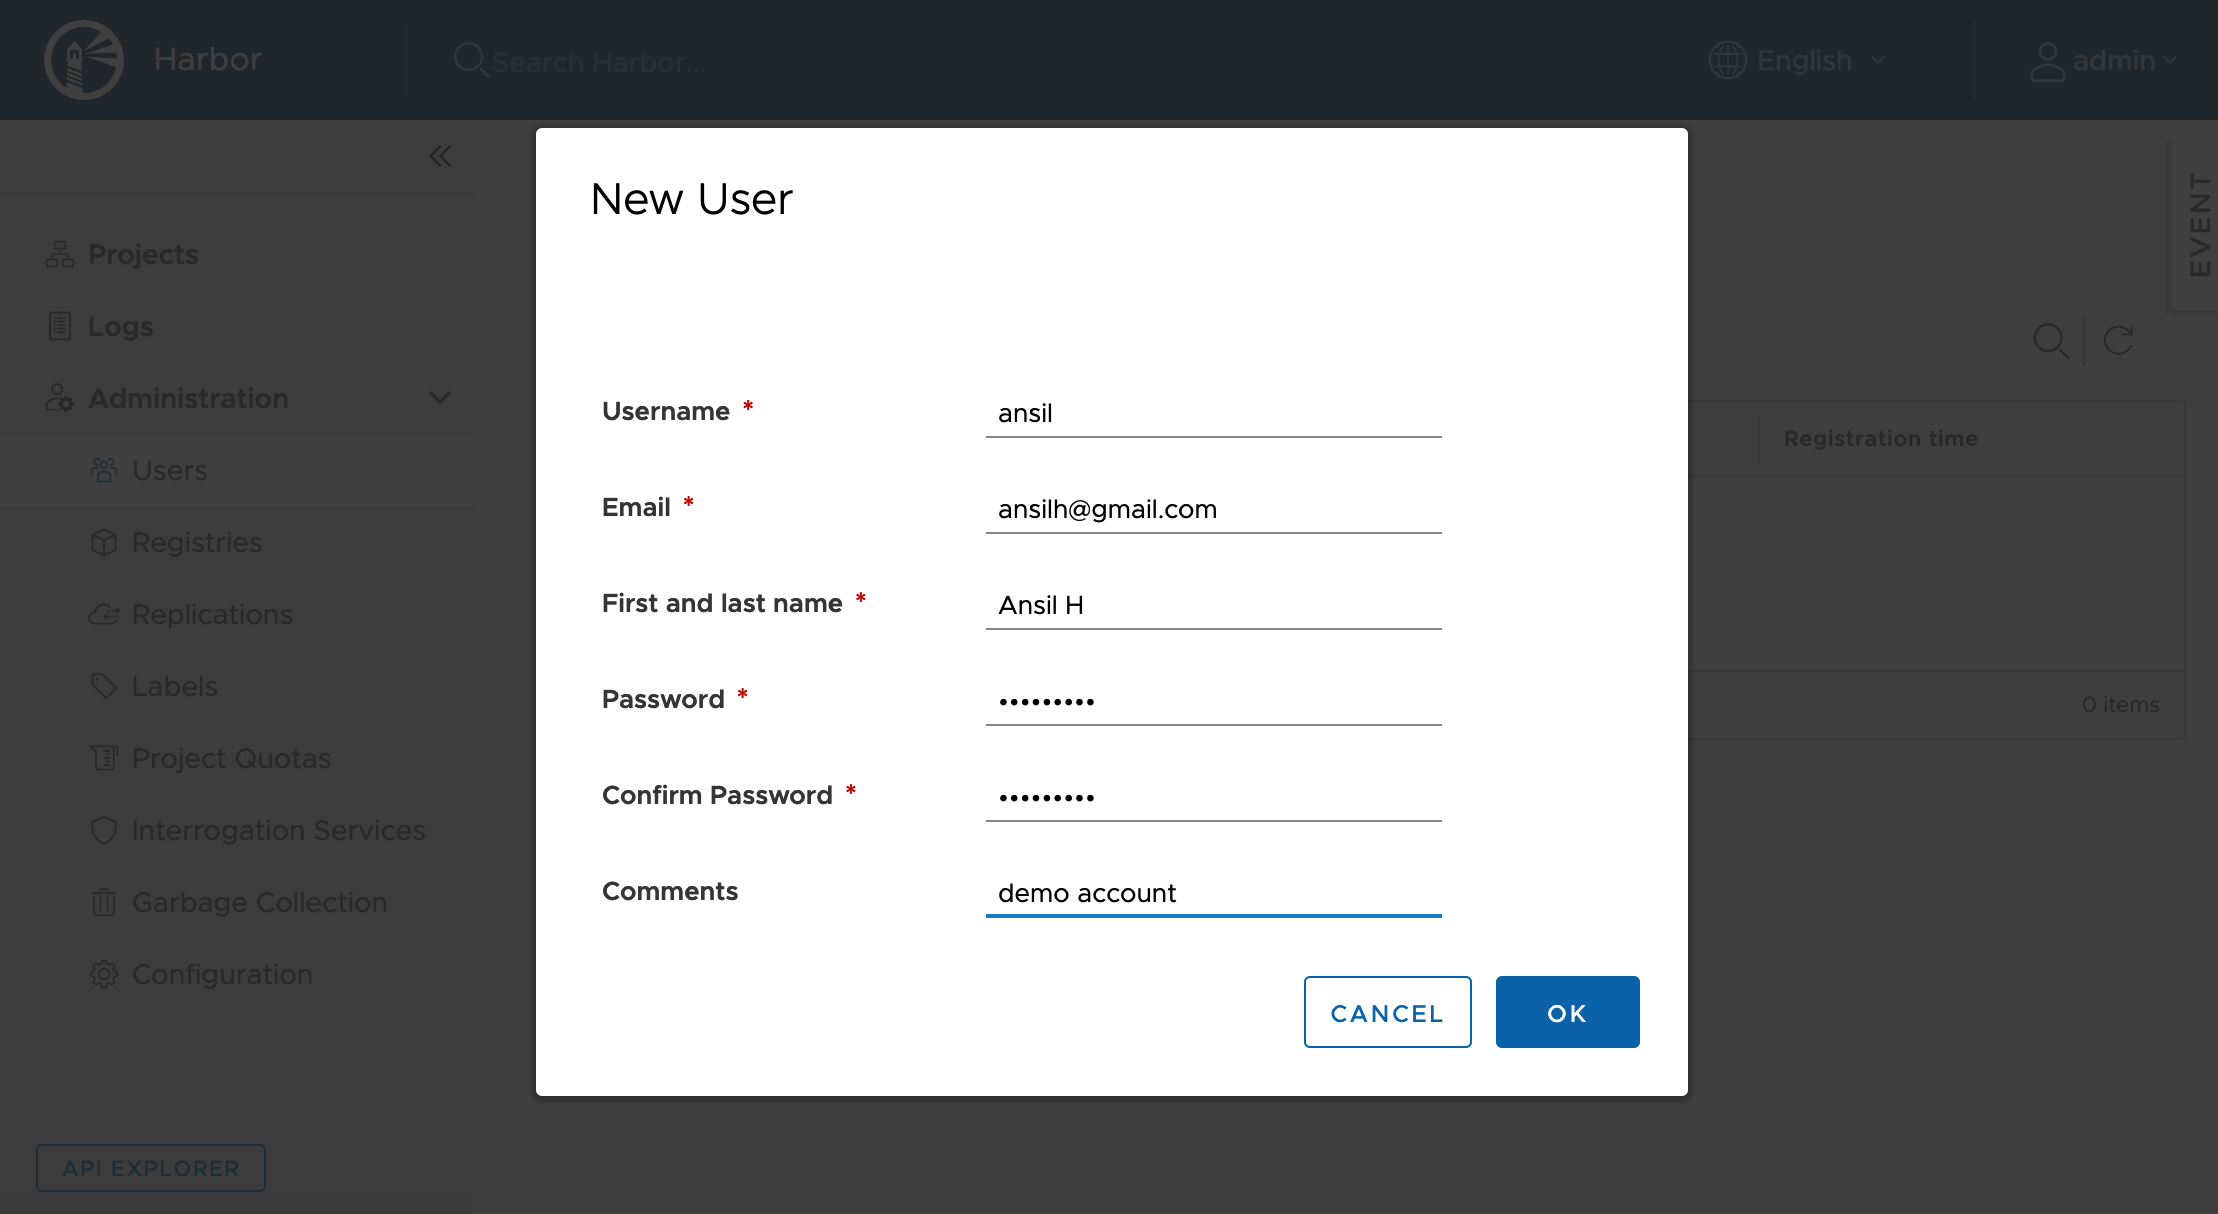 Harbor
Search Harbor...
English
admin
EVENT
Projects
Logs
Administration
Users
Registries
Replications
Labels
Project Quotas
Interrogation Services
Garbage Collection
Configuration
API EXPLORER
New User
Username *
ansil
Email *
ansilh@gmail.com
First and last name *
Ansil H
Password *
•••••••••
Confirm Password *
•••••••••
Comments
demo account
CANCEL
OK
Registration time
0 items